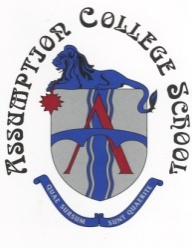 Assumption College School
A
QUAE SURSUM SUNT QUAERITE